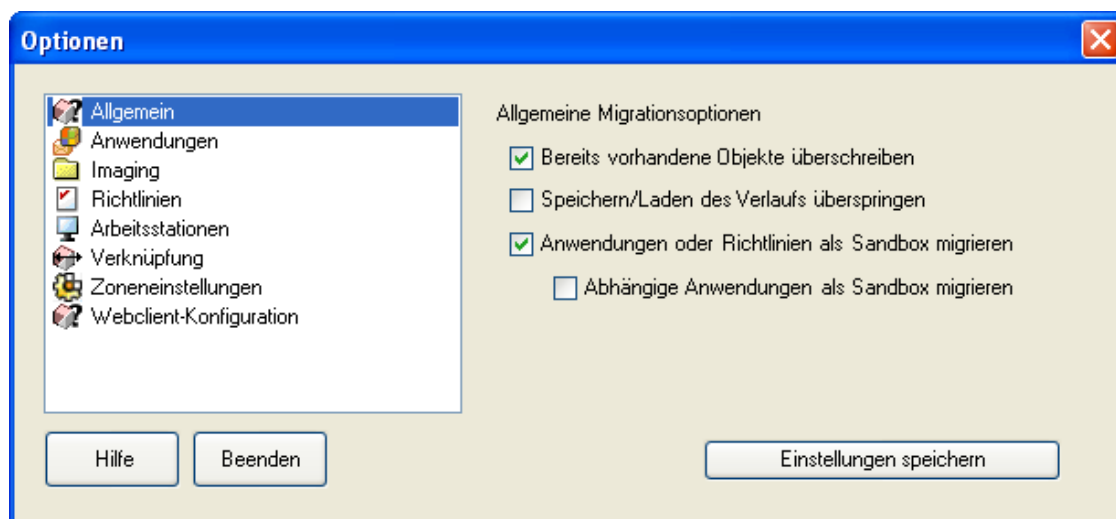 Optionen
Allgemein
Anwendungen
Imaging
Richtlinien
Arbeitsstationen
Verknüpfung
Zoneneinstellungen
Webclient-Konfiguration
Allgemeine Migrationsoptionen
Bereits vorhandene Objekte überschreiben
Speichern/Laden des Verlaufs überspringen
Anwendungen oder Richtlinien als Sandbox migrieren
Abhängige Anwendungen als Sandbox migrieren
Hilfe
Beenden
Einstellungen speichern